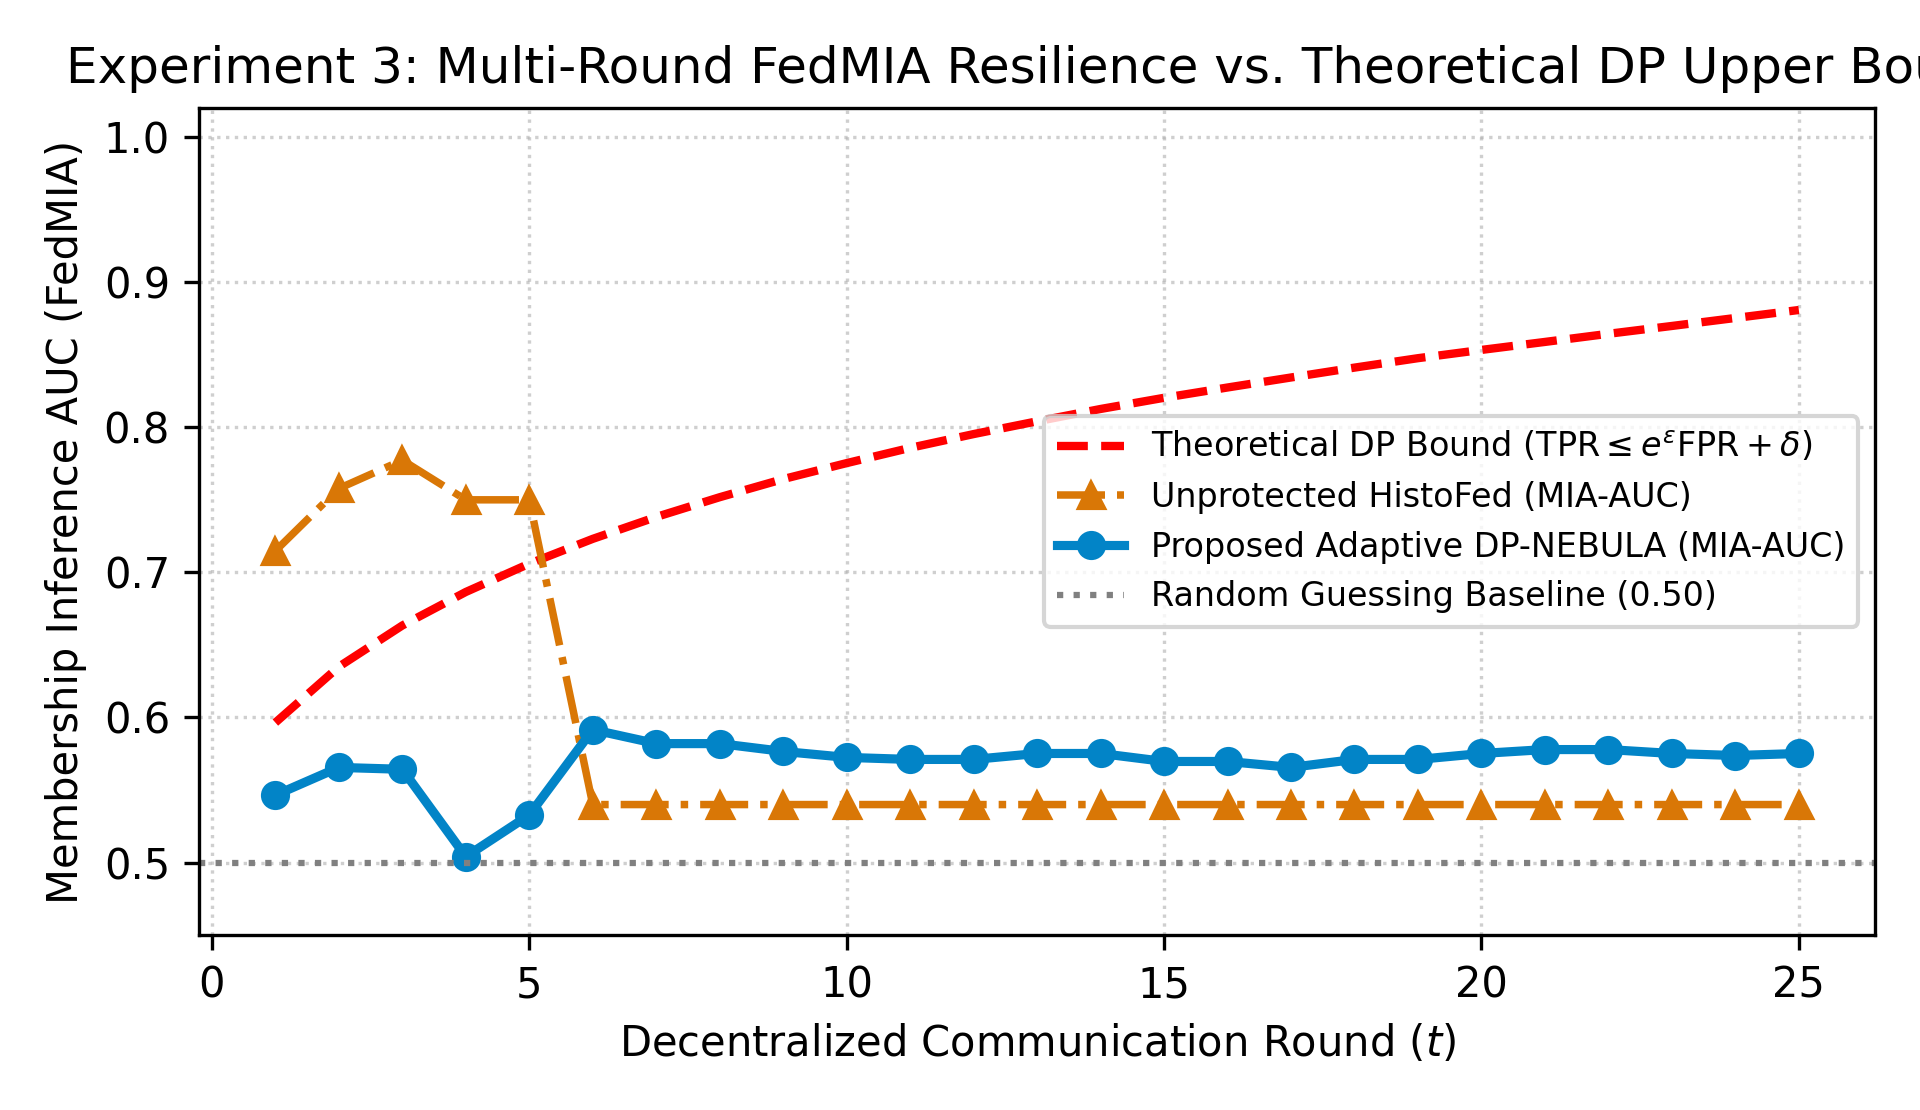 Experiment 3: Multi-Round FedMIA Resilience vs. Theoretical DP Upper Bou
Membership Inference AUC (FedMIA)
1.0
0.9
0.8
0.7
0.6
0.5
Theoretical DP Bound (TPR ≤ e^ε FPR + δ)
Unprotected HistoFed (MIA-AUC)
Proposed Adaptive DP-NEBULA (MIA-AUC)
Random Guessing Baseline (0.50)
0 5 10 15 20 25
Decentralized Communication Round (t)